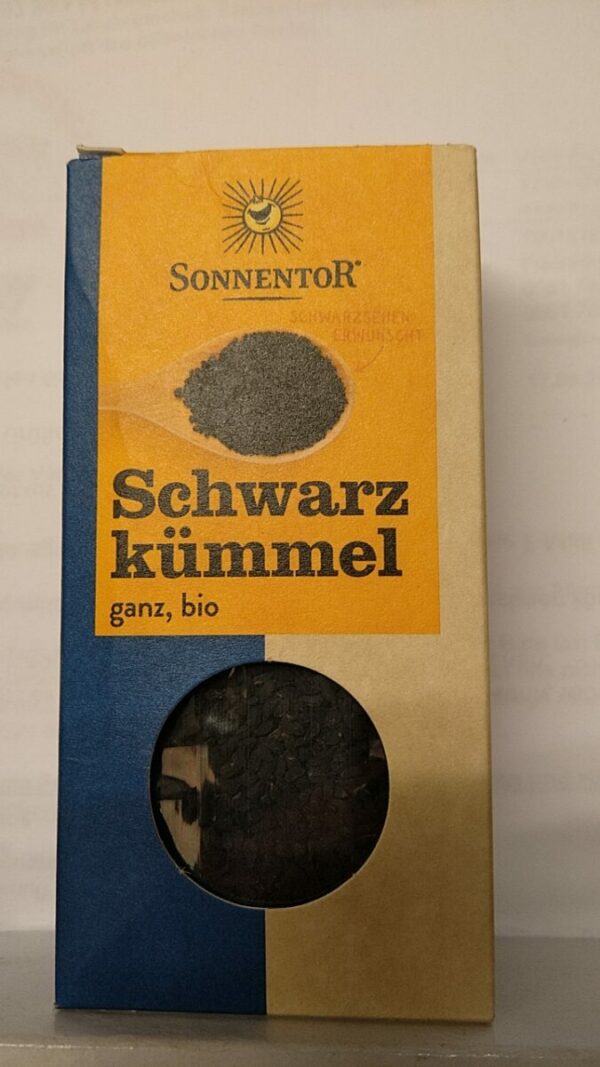 SONNENTOR®
SCHWARZSEHEN
ERWÜNSCHT
Schwarz
kümmel
ganz, bio